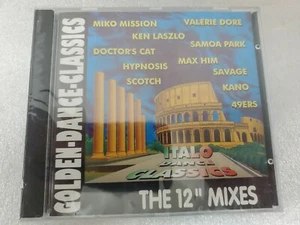 GOLDEN·DANCE·CLASSICS
MIKO MISSION
VALERIE DORE
KEN LASZLO
SAMOA PARK
DOCTOR'S CAT
MAX HIM
HYPNOSIS
SAVAGE
SCOTCH
KANO
49ERS
ITALO
DANCE
CLASSICS
THE 12" MIXES